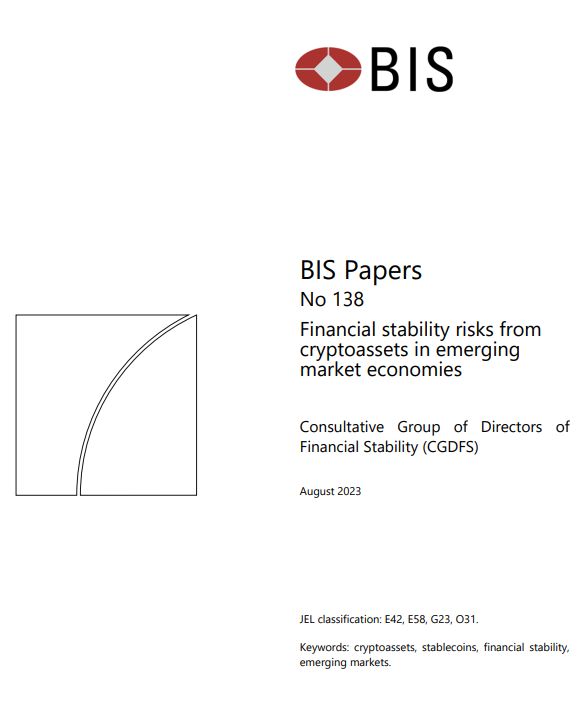 BIS
BIS Papers
No 138
Financial stability risks from
cryptoassets in emerging
market economies
Consultative Group of Directors of
Financial Stability (CGDFS)
August 2023
JEL classification: E42, E58, G23, O31.
Keywords: cryptoassets, stablecoins, financial stability,
emerging markets.